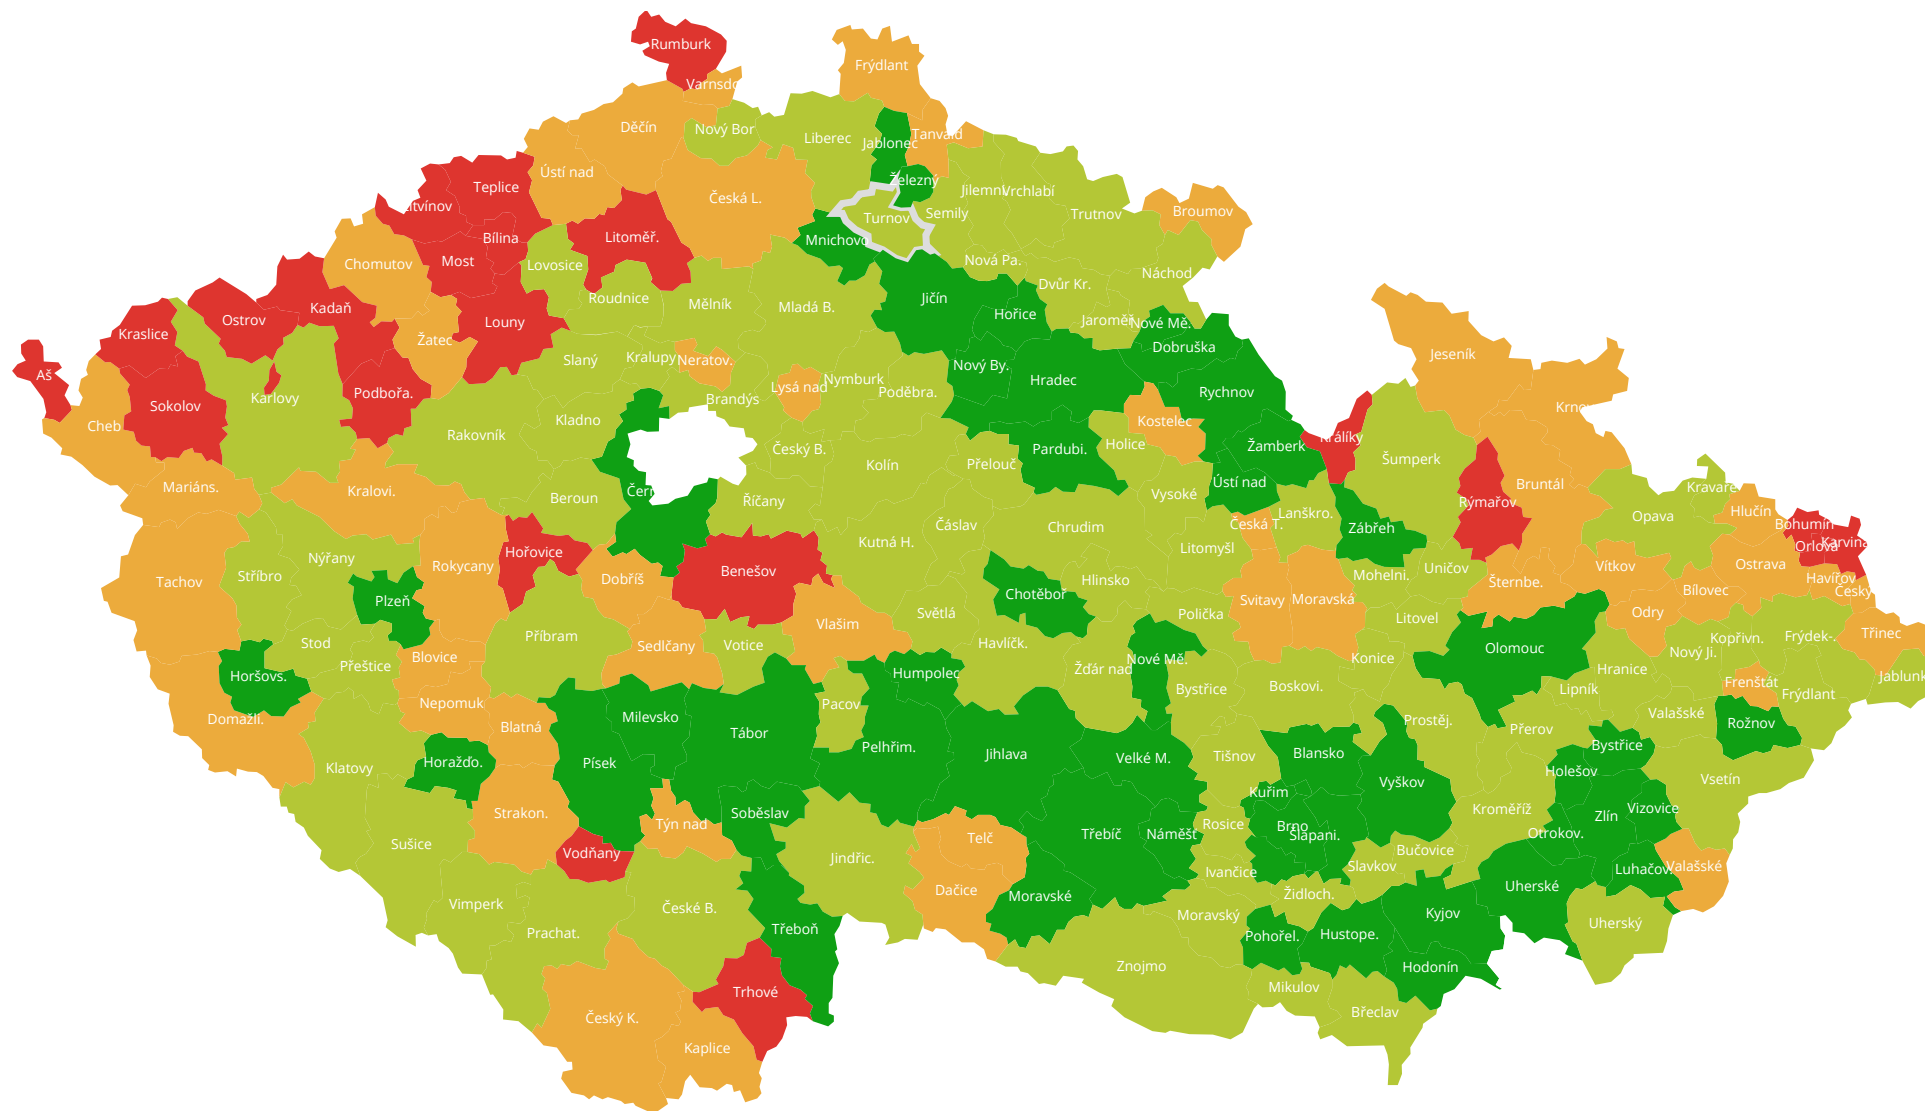 Rumburk
Frýdlant
Varnsdo
Děčín
Nový Bor
Liberec
Jablonec
Tanvald
Ústí nad
Teplice
Česká L.
Železný
Jilemni
Vrchlabí
itvínov
Turnov
Semily
Trutnov
Broumov
Bílina
Litoměř.
Mnichovo
Chomutov
Most
Lovosice
Nová Pa.
Náchod
Dvůr Kr.
Roudnice
Mělník
Mladá B.
Jičín
Kadaň
Ostrov
Louny
Hořice
Jaroměř
Nové Mě.
Kraslice
Žatec
Dobruška
Jeseník
Slaný
Kralupy
Neratov.
Nový By.
Aš
Nymburk
Hradec
Lysá nad
Poděbra.
Rychnov
Podbořa.
Karlovy
Brandýs
Sokolov
Krno
Kladno
Kostelec
Cheb
Rakovník
Králíky
Holice
Žamberk
Český B.
Pardubi.
Šumperk
Kolín
Přelouč
Mariáns.
Kralovi.
Beroun
Čern
Říčany
Vysoké
Ústí nad
Bruntál
Kravaře
Rýmařov
Lanškro.
Hlučín
Opava
Čáslav
Chrudim
Česká T.
Zábřeh
Bohumín
Kutná H.
Karviná
Orlová
Litomyšl
Hořovice
Nýřany
Rokycany
Ostrava
Vítkov
Benešov
Uničov
Stříbro
Mohelni.
Havířov
Tachov
Dobříš
Hlinsko
Šternbe.
Chotěboř
Bílovec
Český
Plzeň
Svitavy
Moravská
Světlá
Polička
Odry
Litovel
Vlašim
Třinec
Příbram
Frýdek-.
Kopřivn.
Stod
Votice
Sedlčany
Havlíčk.
Olomouc
Nový Ji.
Blovice
Konice
Nové Mě.
Přeštice
Žďár nad
Hranice
Humpolec
Horšovs.
Jablunk
Frenštát
Boskovi.
Bystřice
Lipník
Frýdlant
Nepomuk
Pacov
Valašské
Milevsko
Domažli.
Prostěj.
Rožnov
Blatná
Přerov
Tábor
Pelhřim.
Bystřice
Jihlava
Blansko
Tišnov
Velké M.
Horažďo.
Písek
Klatovy
Holešov
Vsetín
Vyškov
Kuřim
Vizovice
Kroměříž
Strakon.
Soběslav
Zlín
Týn nad
Rosice
Brno
Otrokov.
Třebíč
Náměšť
Šlapani.
Telč
Sušice
Bučovice
Vodňany
Jindřic.
Slavkov
Valašské
Luhačov.
Ivančice
Uherské
Dačice
Židloch.
Moravské
Vimperk
České B.
Kyjov
Moravský
Uherský
Třeboň
Prachat.
Hustope.
Pohořel.
Znojmo
Hodonín
Mikulov
Trhové
Břeclav
Český K.
Kaplice